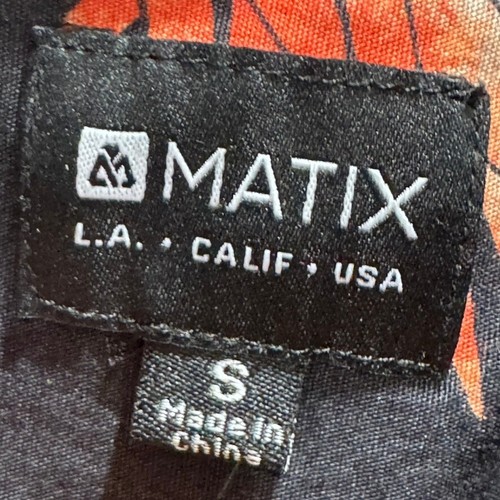 MATIX
L.A. · CALIF · USA
S
Made in
China